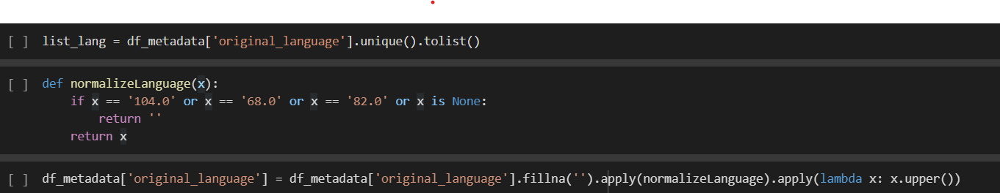 [ ] list_lang = df_metadata['original_language'].unique().tolist()
[ ] def normalizeLanguage(x):
        if x == '104.0' or x == '68.0' or x == '82.0' or x is None:
            return ''
        return x
[ ] df_metadata['original_language'] = df_metadata['original_language'].fillna('').apply(normalizeLanguage).apply(lambda x: x.upper())